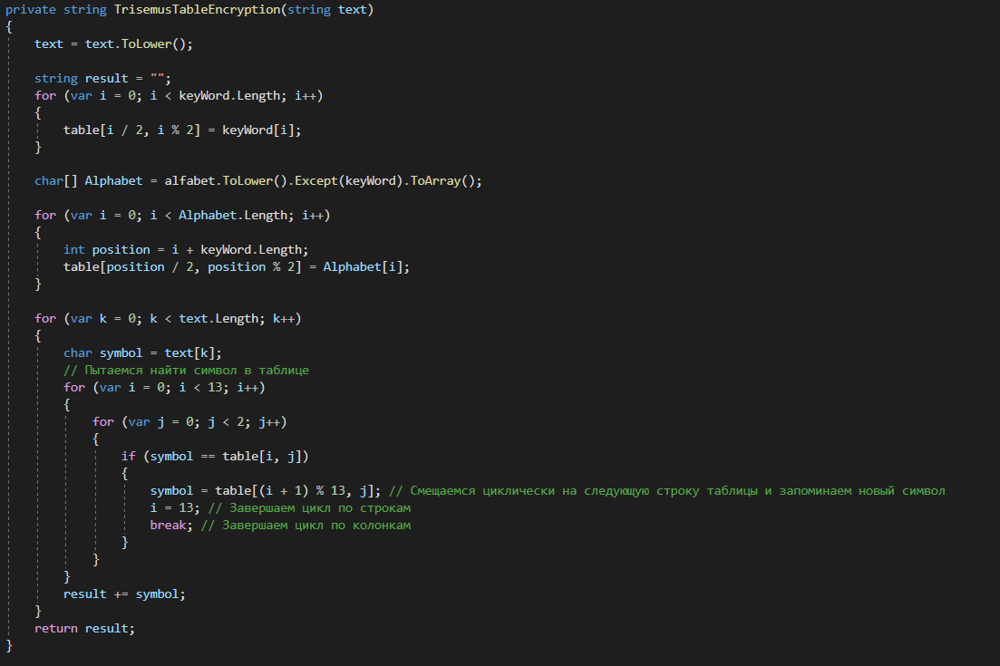 private string TrisemusTableEncryption(string text)
{
    text = text.ToLower();

    string result = "";
    for (var i = 0; i < keyWord.Length; i++)
    {
        table[i / 2, i % 2] = keyWord[i];
    }

    char[] Alphabet = alfabet.ToLower().Except(keyWord).ToArray();

    for (var i = 0; i < Alphabet.Length; i++)
    {
        int position = i + keyWord.Length;
        table[position / 2, position % 2] = Alphabet[i];
    }

    for (var k = 0; k < text.Length; k++)
    {
        char symbol = text[k];
        // Пытаемся найти символ в таблице
        for (var i = 0; i < 13; i++)
        {
            for (var j = 0; j < 2; j++)
            {
                if (symbol == table[i, j])
                {
                    symbol = table[(i + 1) % 13, j]; // Смещаемся циклически на следующую строку таблицы и запоминаем новый символ
                    i = 13; // Завершаем цикл по строкам
                    break; // Завершаем цикл по колонкам
                }
            }
        }
        result += symbol;
    }
    return result;
}